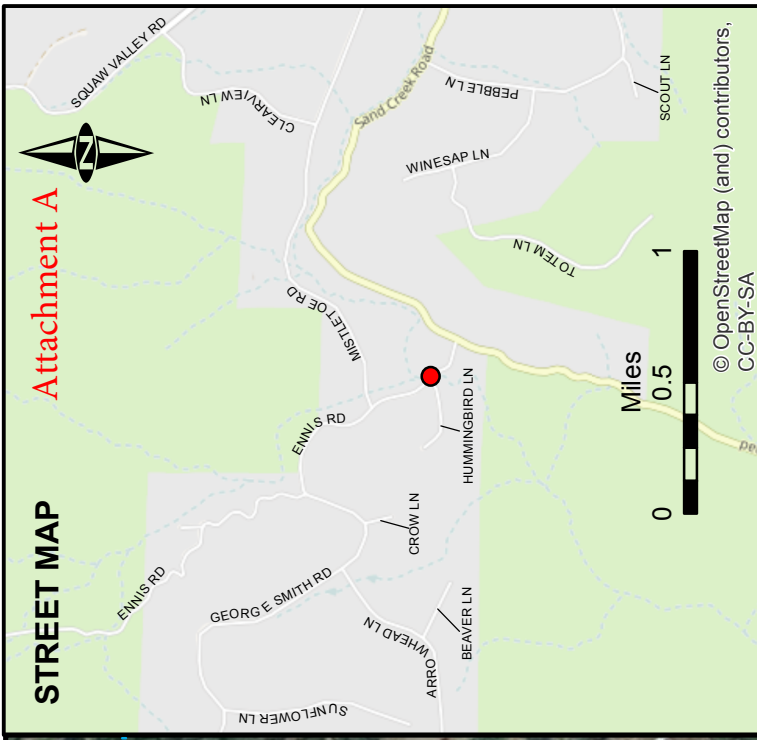 STREET MAP
Attachment A
N
SQUAW VALLEY RD
CLEARVIEW LN
Sand Creek Road
PEBBLE LN
SCOUT LN
WINESAP LN
TOTEM LN
MISTLETOE RD
ENNIS RD
HUMMINGBIRD LN
ENNIS RD
CROW LN
GEORGE SMITH RD
ARROWHEAD LN
BEAVER LN
SUNFLOWER LN
Miles
0 0.5 1
© OpenStreetMap (and) contributors,
CC-BY-SA